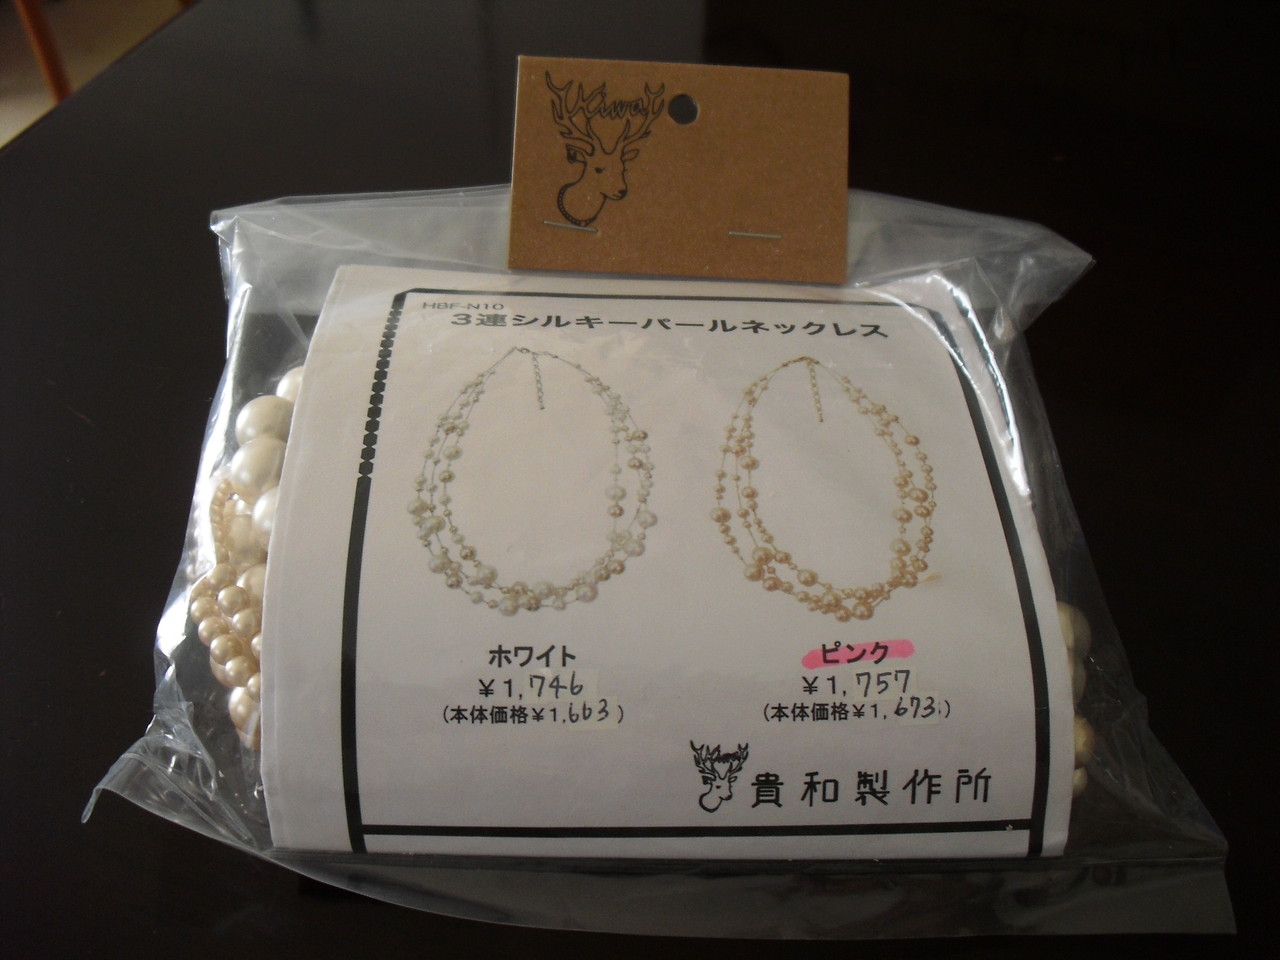 Kiwa
HBF-N10
3連シルキーパールネックレス
ホワイト
¥1,746
(本体価格¥1,663)
ピンク
¥1,757
(本体価格¥1,673)
貴和製作所